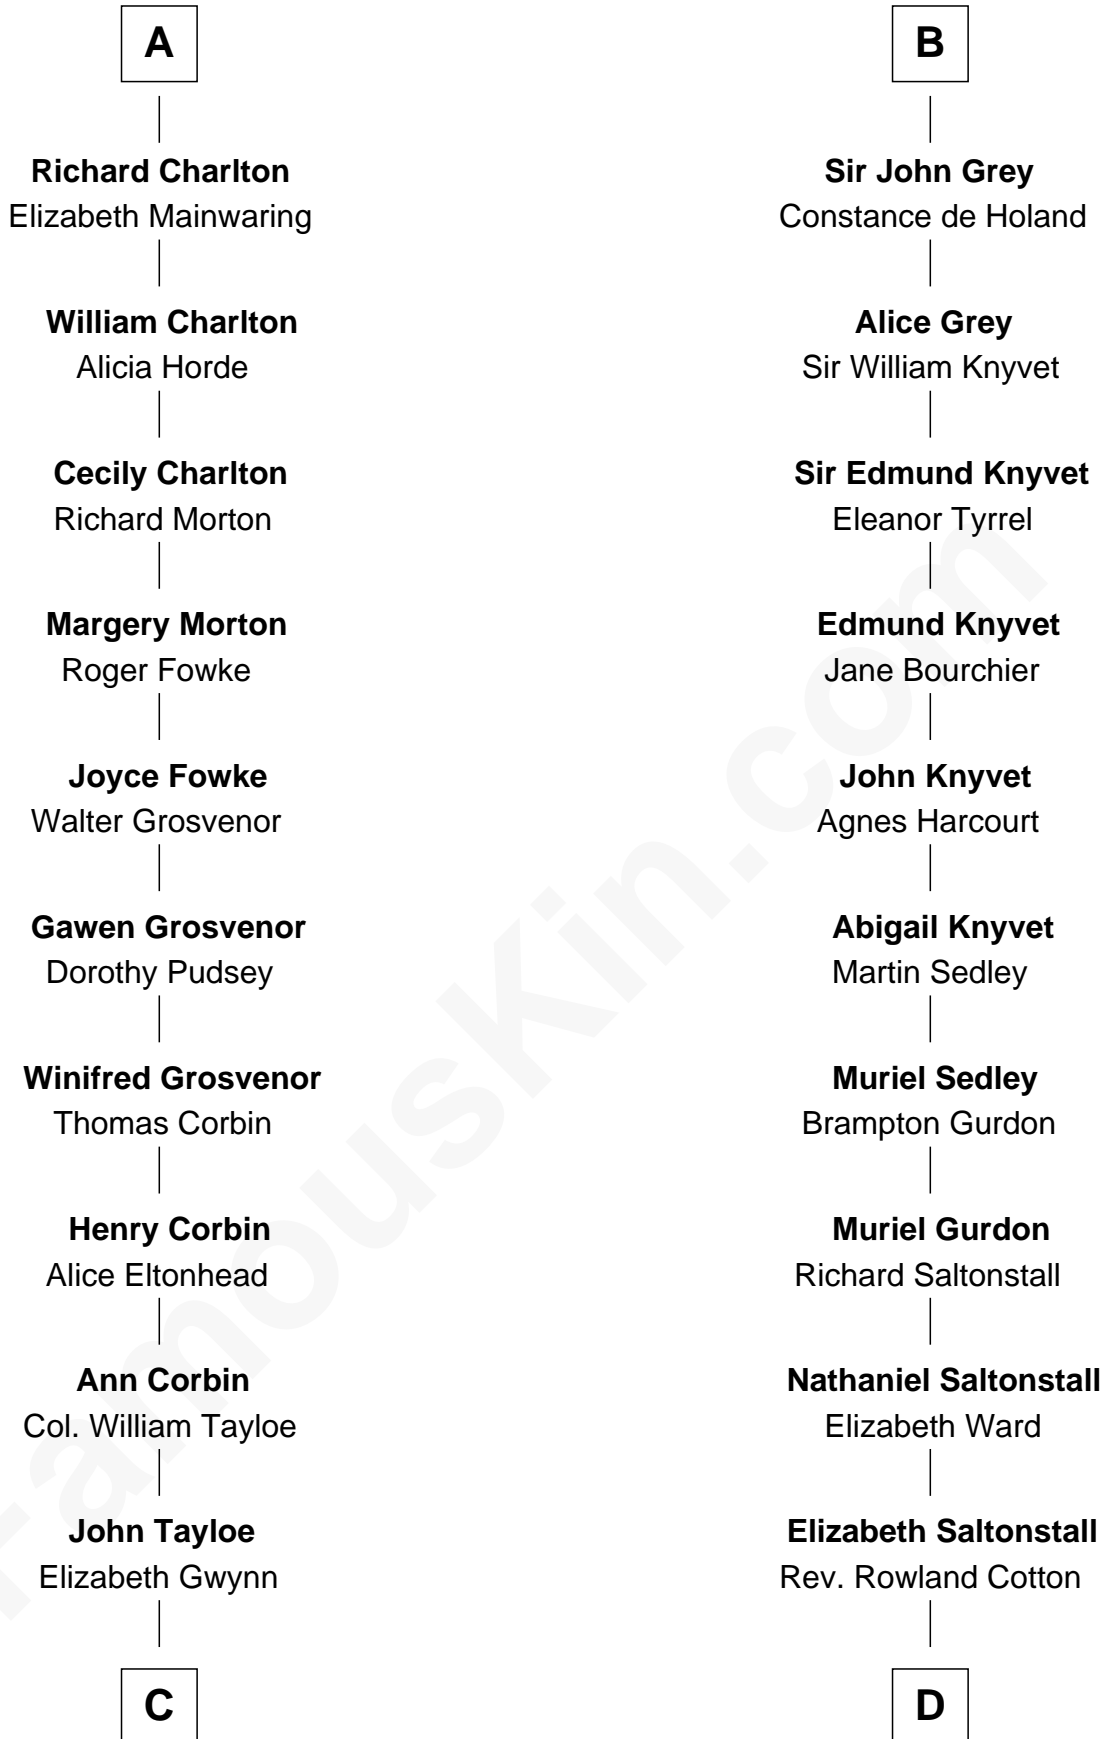 A
Richard Charlton
Elizabeth Mainwaring
William Charlton
Alicia Horde
Cecily Charlton
Richard Morton
Margery Morton
Roger Fowke
Joyce Fowke
Walter Grosvenor
Gawen Grosvenor
Dorothy Pudsey
Winifred Grosvenor
Thomas Corbin
Henry Corbin
Alice Eltonhead
Ann Corbin
Col. William Tayloe
John Tayloe
Elizabeth Gwynn
C
B
Sir John Grey
Constance de Holand
Alice Grey
Sir William Knyvet
Sir Edmund Knyvet
Eleanor Tyrrel
Edmund Knyvet
Jane Bourchier
John Knyvet
Agnes Harcourt
Abigail Knyvet
Martin Sedley
Muriel Sedley
Brampton Gurdon
Muriel Gurdon
Richard Saltonstall
Nathaniel Saltonstall
Elizabeth Ward
Elizabeth Saltonstall
Rev. Rowland Cotton
D
FamousKin.com